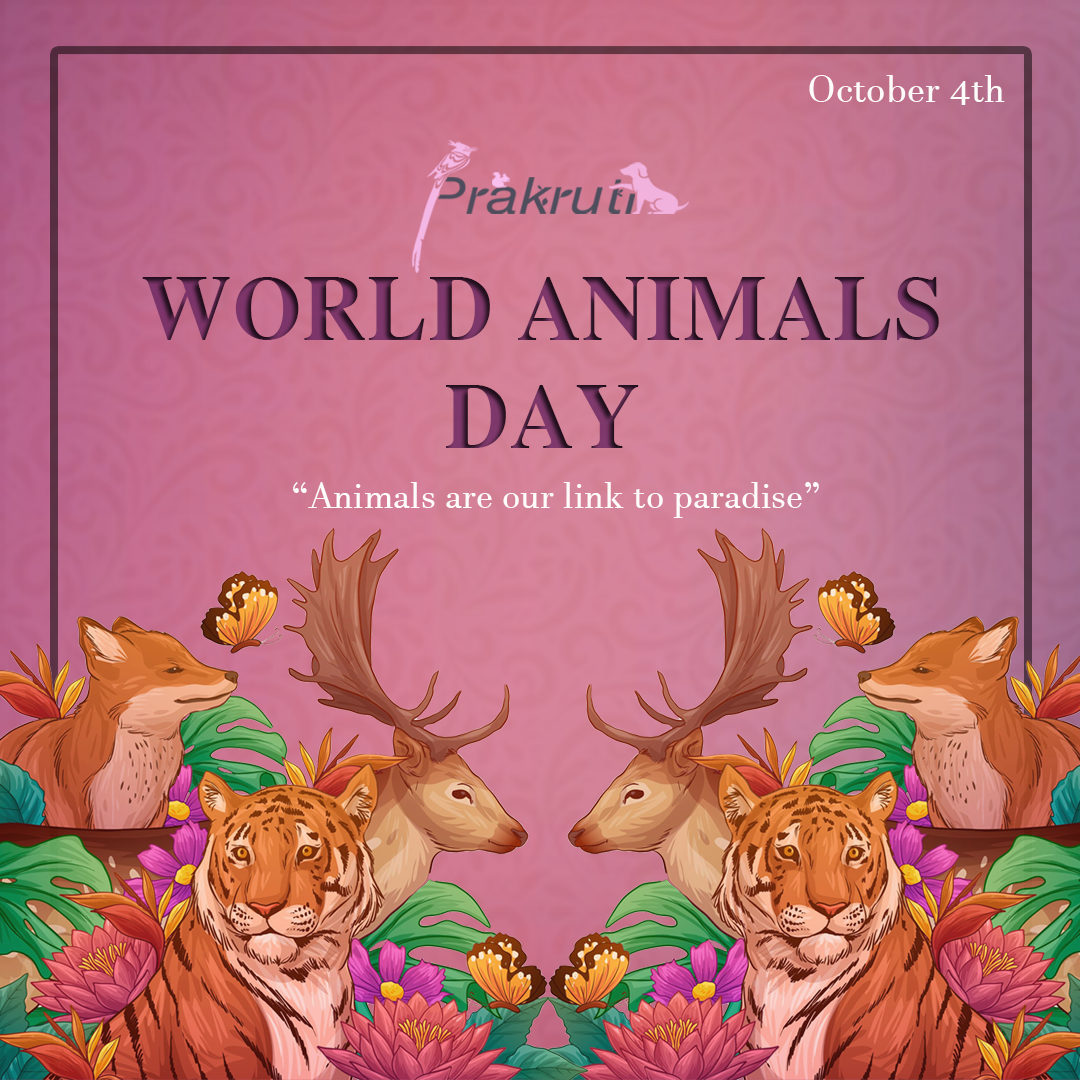 October 4th
Prakruti
WORLD ANIMALS
DAY
“Animals are our link to paradise”